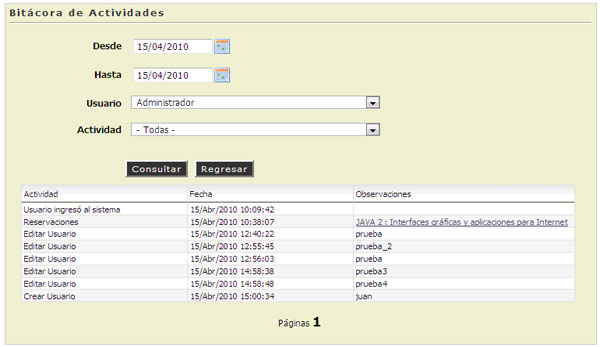 Bitácora de Actividades
Desde 15/04/2010
Hasta 15/04/2010
Usuario Administrador
Actividad - Todas -
Consultar Regresar
Actividad Fecha Observaciones
Usuario ingresó al sistema 15/Abr/2010 10:09:42
Reservaciones 15/Abr/2010 10:38:07 JAVA 2 : Interfaces gráficas y aplicaciones para Internet
Editar Usuario 15/Abr/2010 12:40:22 prueba
Editar Usuario 15/Abr/2010 12:55:45 prueba_2
Editar Usuario 15/Abr/2010 12:56:03 prueba
Editar Usuario 15/Abr/2010 14:58:38 prueba3
Editar Usuario 15/Abr/2010 14:58:48 prueba4
Crear Usuario 15/Abr/2010 15:00:34 juan
Páginas 1